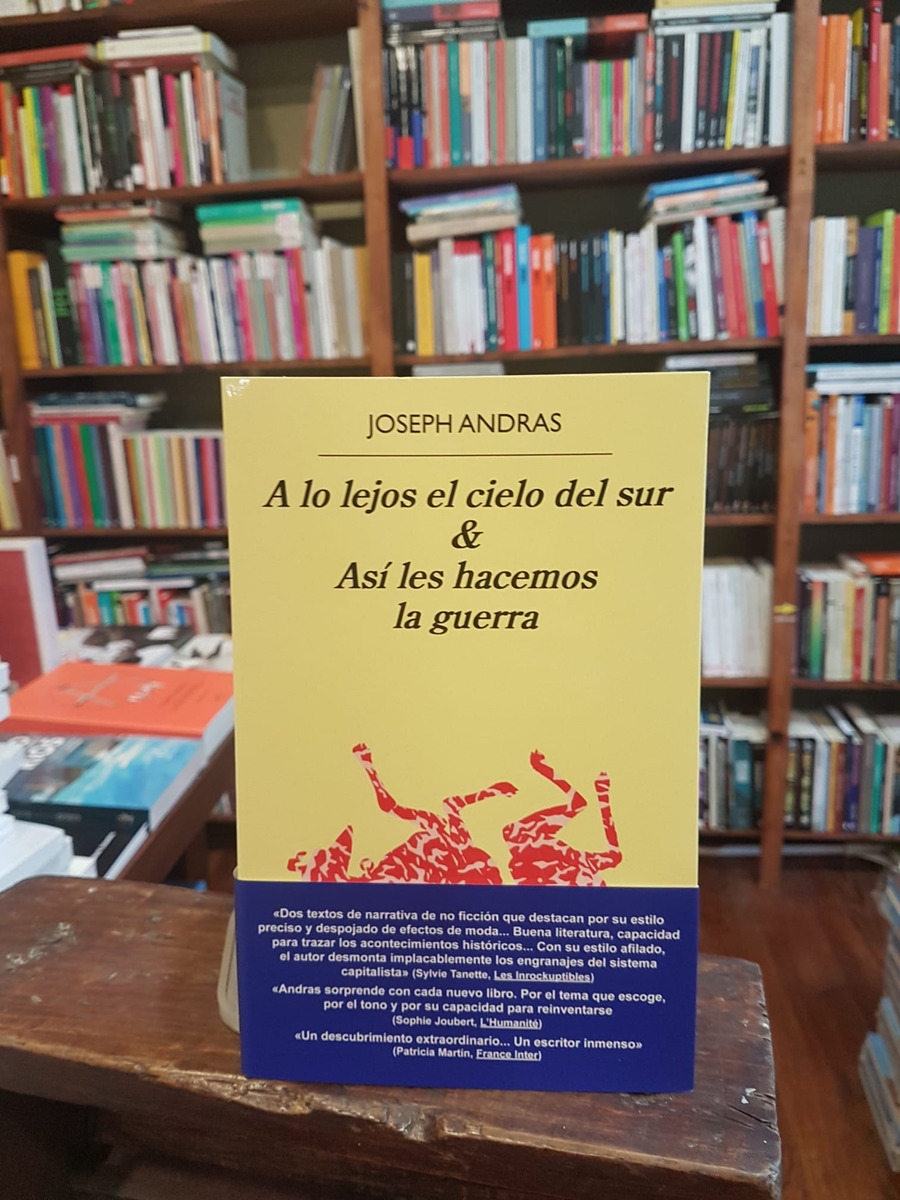 JOSEPH ANDRAS
A lo lejos el cielo del sur
&
Así les hacemos
la guerra
«Dos textos de narrativa de no ficción que destacan por su estilo
preciso y despojado de efectos de moda... Buena literatura, capacidad
para trazar los acontecimientos históricos... Con su estilo afilado,
el autor desmonta implacablemente los engranajes del sistema
capitalista» (Sylvie Tanette, Les Inrockuptibles)
«Andras sorprende con cada nuevo libro. Por el tema que escoge,
por el tono y por su capacidad para reinventarse
(Sophie Joubert, L'Humanité)
«Un descubrimiento extraordinario... Un escritor inmenso»
(Patricia Martin, France Inter)